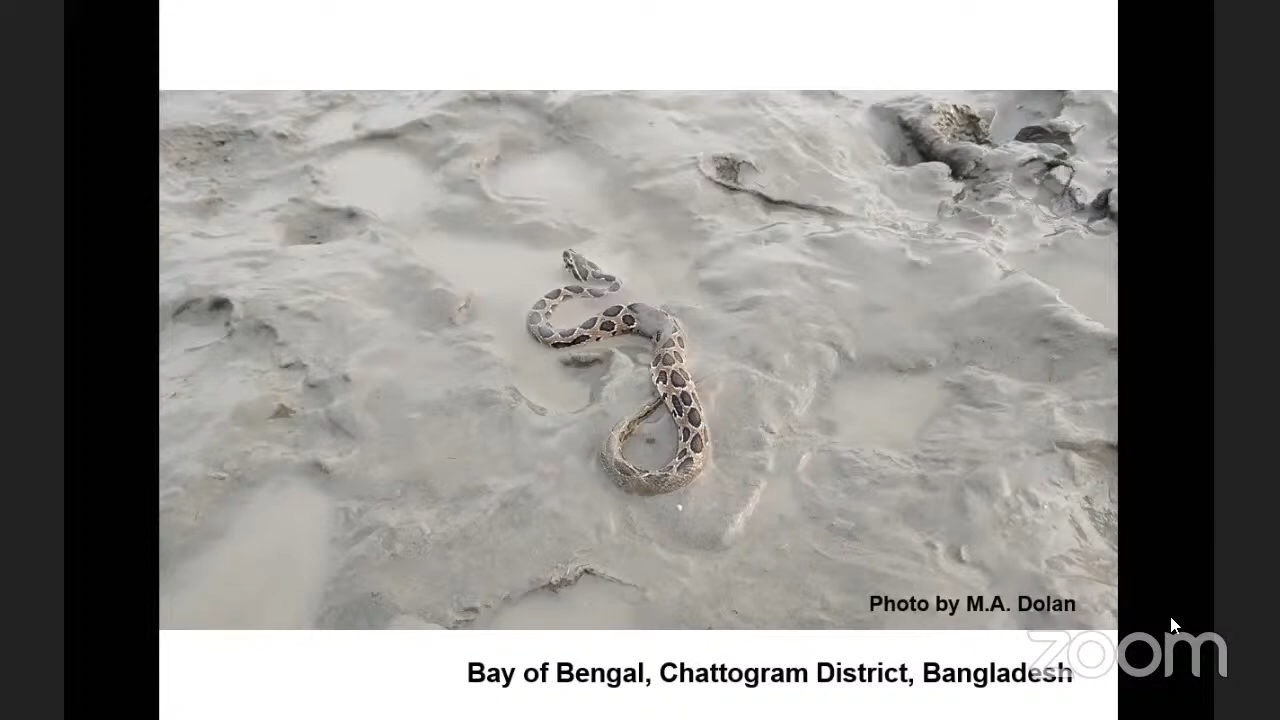 Photo by M.A. Dolan
Bay of Bengal, Chattogram District, Bangladesh
zoom